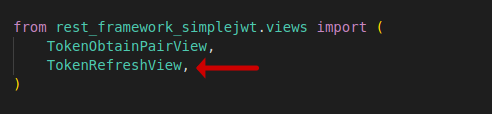 from rest_framework_simplejwt.views import (
    TokenObtainPairView,
    TokenRefreshView,
)